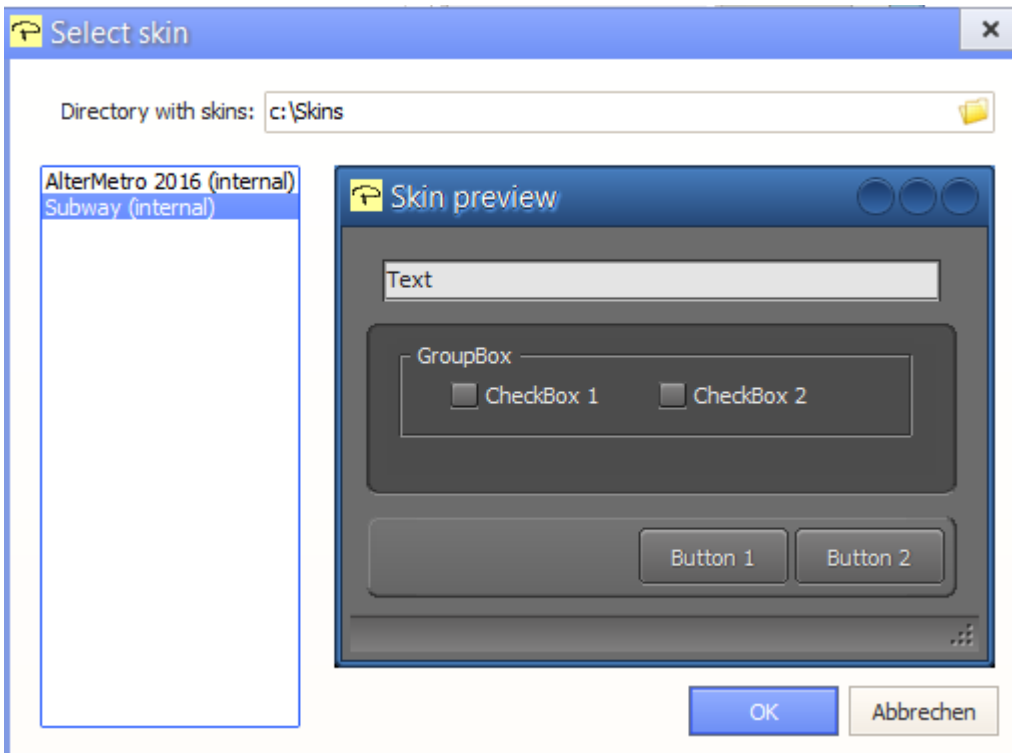 Select skin
Directory with skins: c:\Skins
AlterMetro 2016 (internal)
Subway (internal)
Skin preview
Text
GroupBox
CheckBox 1 CheckBox 2
Button 1 Button 2
OK Abbrechen